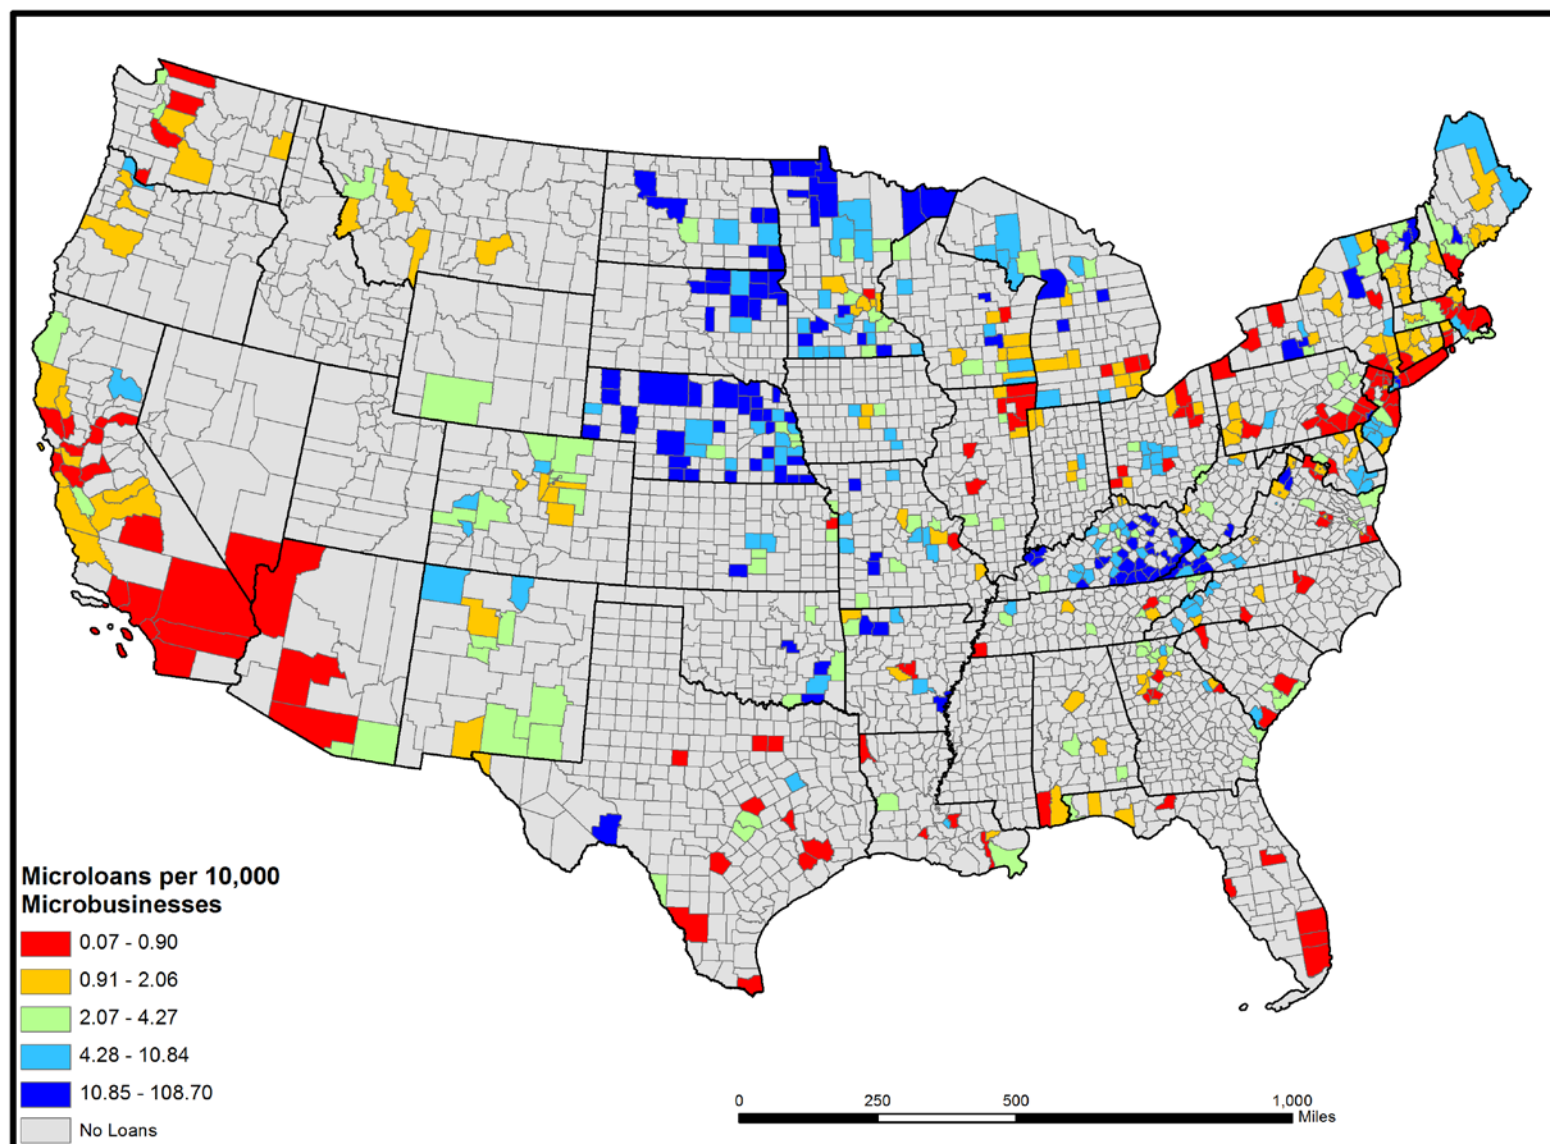 Microloans per 10,000
Microbusinesses
0.07 - 0.90
0.91 - 2.06
2.07 - 4.27
4.28 - 10.84
10.85 - 108.70
No Loans
0 250 500 1,000
Miles